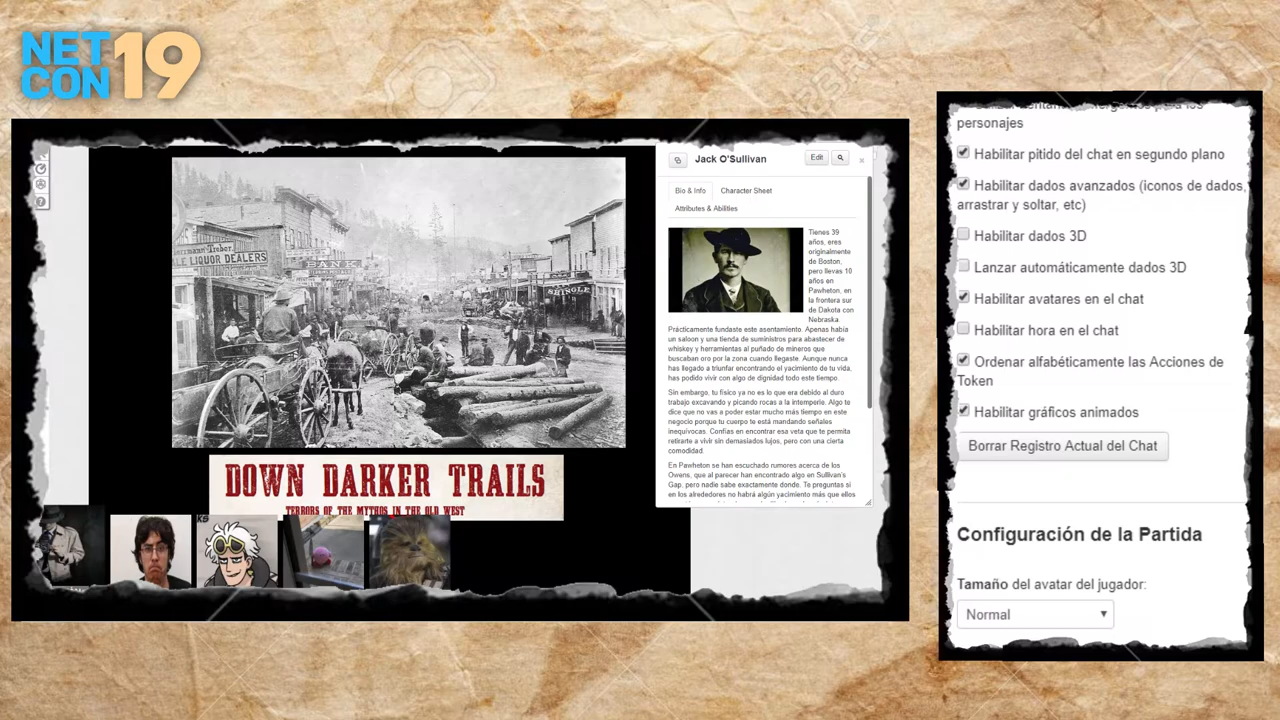 NET
CON 19
Jack O'Sullivan
Edit
Bio & Info
Character Sheet
Attributes & Abilities
Tienes 39
años, eres
originalmente
de Boston,
pero llevas 10
años en
Pawheton, en
la frontera sur
de Dakota con
Nebraska.
Prácticamente fundaste este asentamiento. Apenas había
un saloon y una tienda de suministros para abastecer de
whiskey y herramientas al puñado de mineros que
buscaban oro por la zona cuando llegaste. Aunque nunca
has llegado a triunfar encontrando el yacimiento de tu vida,
has podido vivir con algo de dignidad todo este tiempo.
Sin embargo, tu físico ya no es lo que era debido al duro
trabajo excavando y picando rocas a la intemperie. Algo te
dice que no vas a poder estar mucho más tiempo en este
negocio porque tu cuerpo te está mandando señales
inequívocas. Confías en encontrar esa veta que te permita
retirarte a vivir sin demasiados lujos, pero con una cierta
comodidad.
En Pawheton se han escuchado rumores acerca de los
Owens, que al parecer han encontrado algo en Sullivan's
Gap, pero nadie sabe exactamente donde. Te preguntas si
en los alrededores no habrá algún yacimiento más que ellos
LIQUOR DEALERS
SHINGLE
DOWN DARKER TRAILS
TERRORS OF THE MYTHOS IN THE OLD WEST
KS
para los
personajes
Habilitar pitido del chat en segundo plano
Habilitar dados avanzados (iconos de dados,
arrastrar y soltar, etc)
Habilitar dados 3D
Lanzar automáticamente dados 3D
Habilitar avatares en el chat
Habilitar hora en el chat
Ordenar alfabéticamente las Acciones de
Token
Habilitar gráficos animados
Borrar Registro Actual del Chat
Configuración de la Partida
Tamaño del avatar del jugador:
Normal